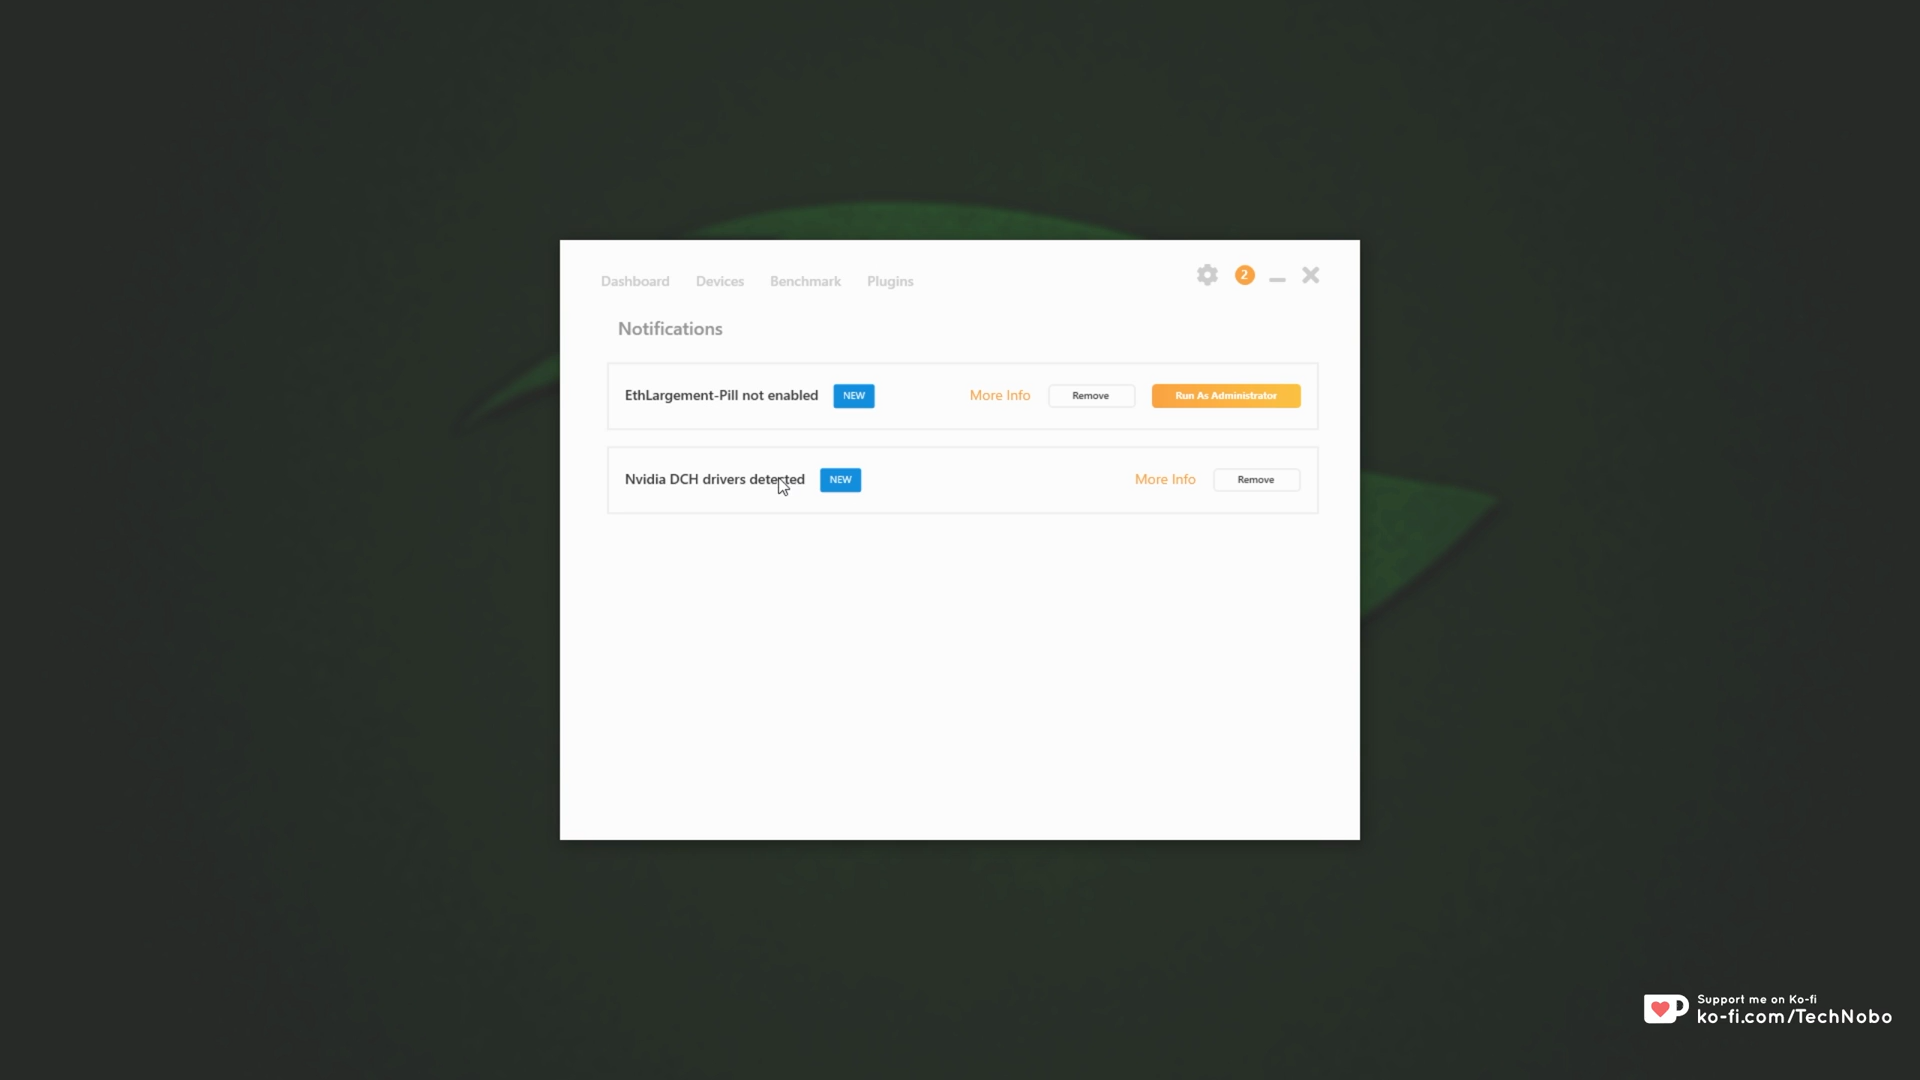 Dashboard Devices Benchmark Plugins 2
Notifications
EthLargement-Pill not enabled NEW More Info Remove Run As Administrator
Nvidia DCH drivers detected NEW More Info Remove
Support me on Ko-fi
ko-fi.com/TechNobo